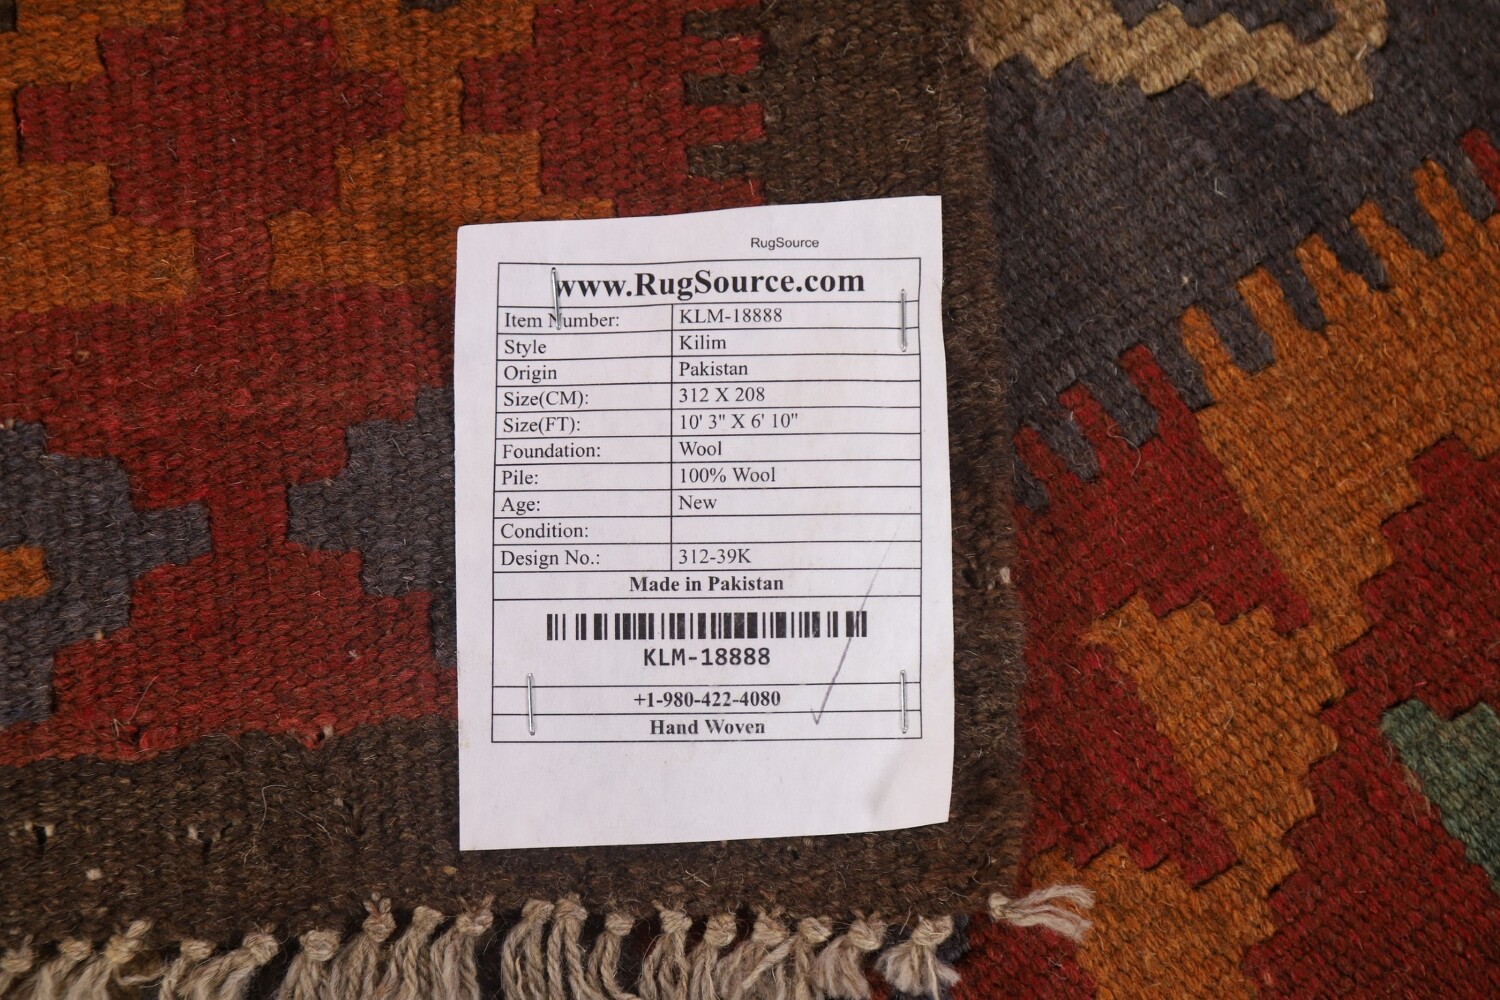 RugSource
www.RugSource.com
Item Number: KLM-18888
Style Kilim
Origin Pakistan
Size(CM): 312 X 208
Size(FT): 10' 3" X 6' 10"
Foundation: Wool
Pile: 100% Wool
Age: New
Condition:
Design No.: 312-39K
Made in Pakistan
KLM-18888
+1-980-422-4080
Hand Woven